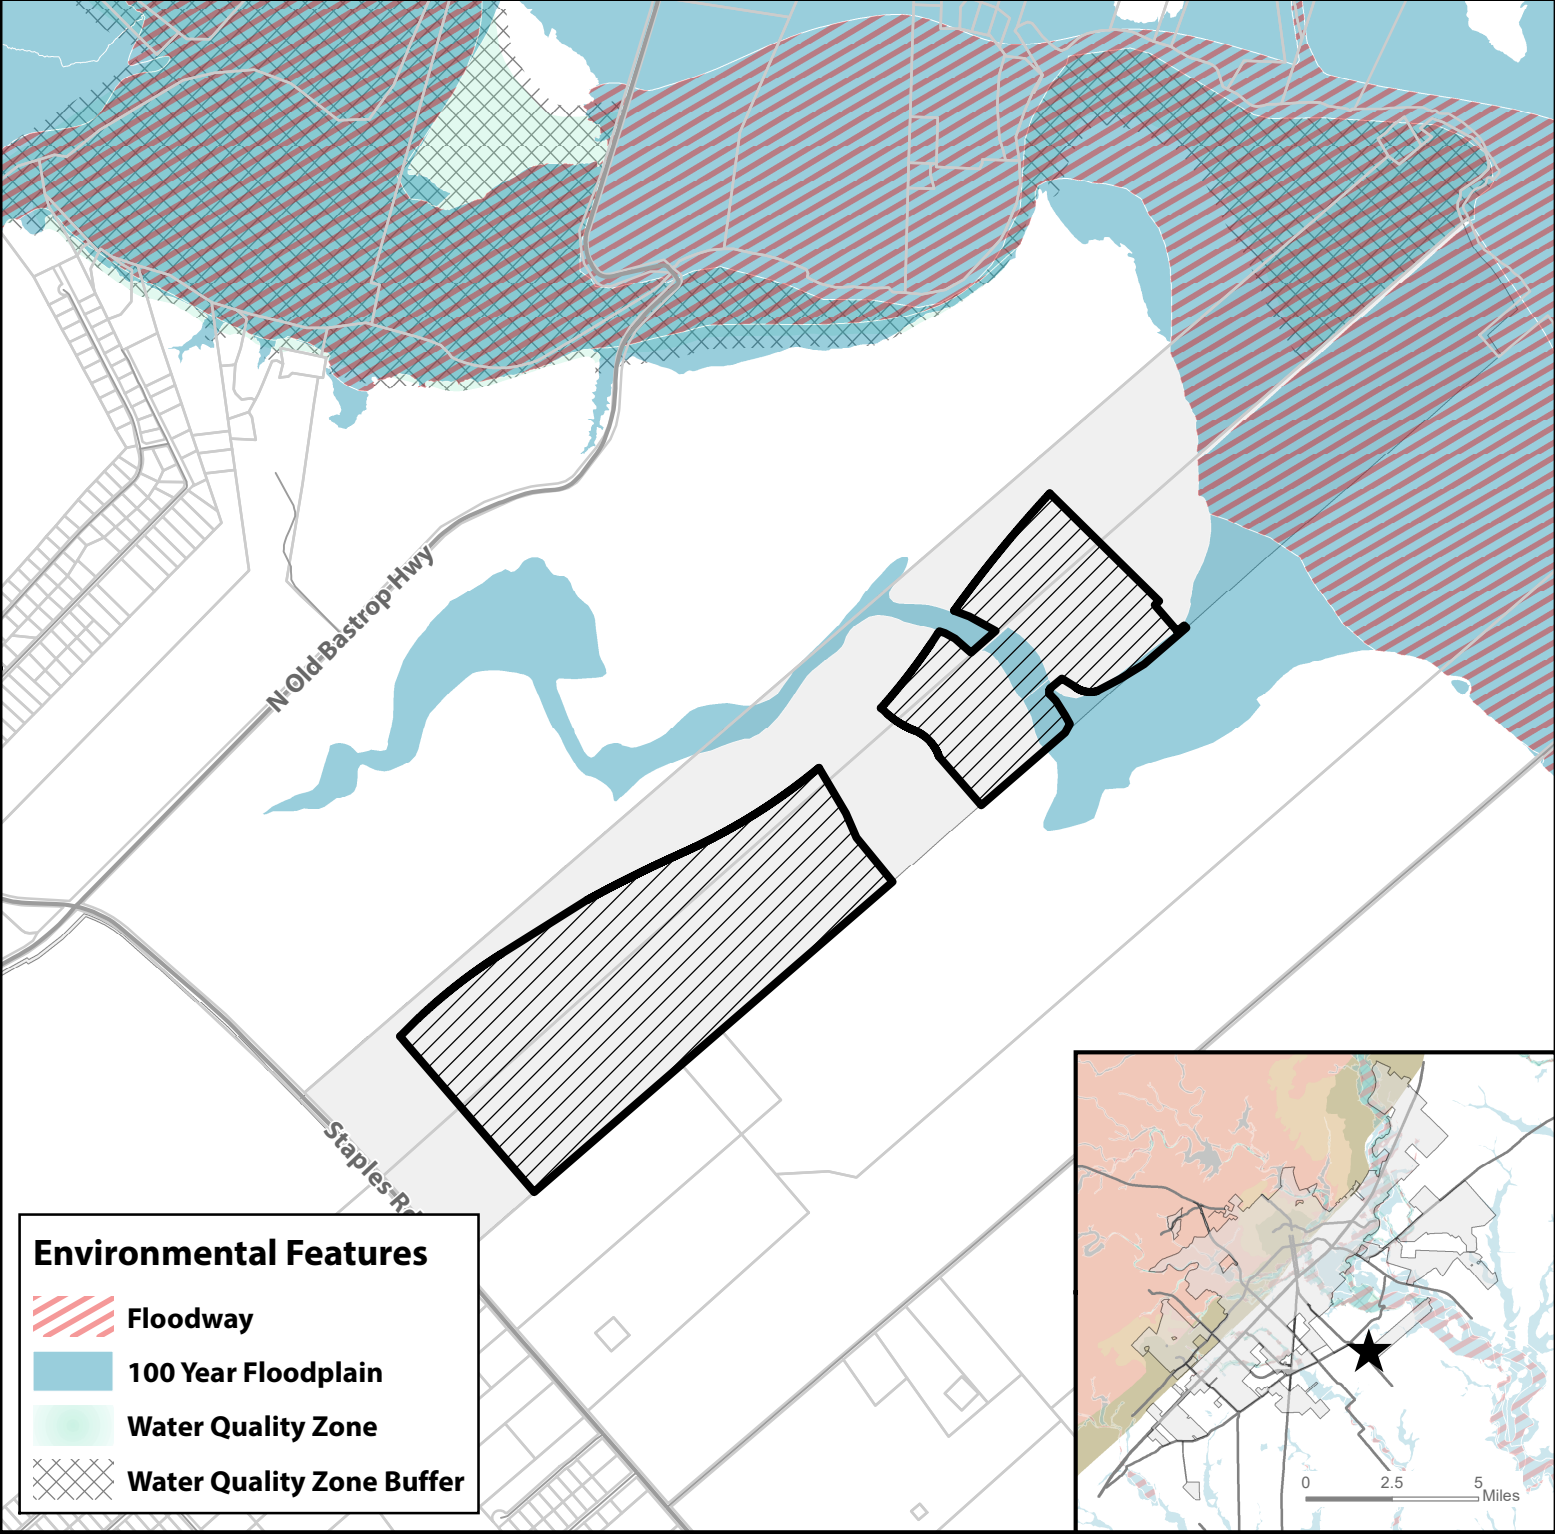 N Old Bastrop Hwy
Staples Rd
Environmental Features
Floodway
100 Year Floodplain
Water Quality Zone
Water Quality Zone Buffer
0 2.5 5
Miles